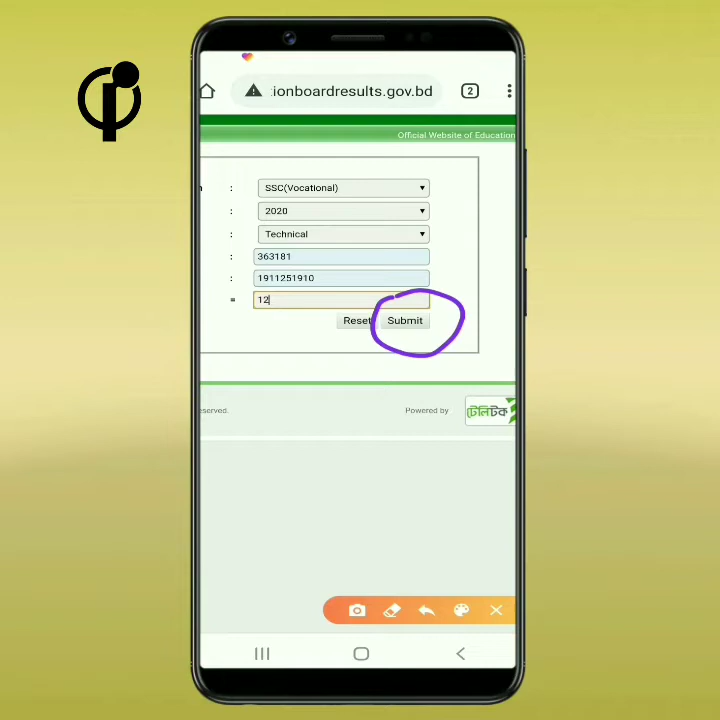 :ionboardresults.gov.bd
2
Official Website of Education
: SSC(Vocational)
: 2020
: Technical
: 363181
: 1911251910
= 12
Reset Submit
eserved. Powered by টেলিটক